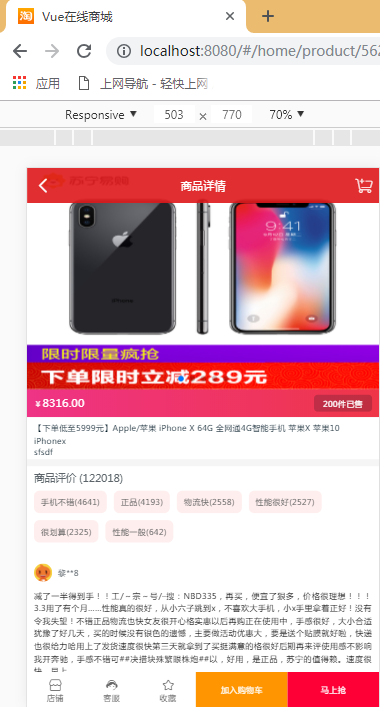 Vue在线商城
localhost:8080/#/home/product/562
应用 上网导航 - 轻快上网
Responsive 503 × 770 70%
商品详情
iPhone
9:41
限时限量疯抢
下单限时立减289元
¥8316.00 200件已售
【下单低至5999元】Apple/苹果 iPhone X 64G 全网通4G智能手机 苹果X 苹果10
iPhonex
sfsdf
商品评价 (122018)
手机不错(4641) 正品(4193) 物流快(2558) 性能很好(2527)
很划算(2325) 性能一般(642)
黎**8
减了一半得到手！！工/－宗－号/--搜：NBD335，再买，便宜了狠多，价格很理想！！！
3.3用了有个月……性能真的很好，从小六子跳到x，不喜欢大手机，小x手里拿着正好！没有
令我失望！不错正品物流也快女友很开心格实惠以后再购正在使用中，手感很好，大小合适
犹豫了好几天，买的时候没有银色的遗憾，主要做活动优惠大，要是送个贴膜就好啦，快递
也很给力哈用上了发货速度很快第三天就拿到了买挺满意的格很好后期再来评使用感不影响
我开奔驰，手感不错可##决措块殊繁眼株炮##以，好用，是正品，苏宁的值得赖。速度很
快，早上
店铺 客服 收藏 加入购物车 马上抢